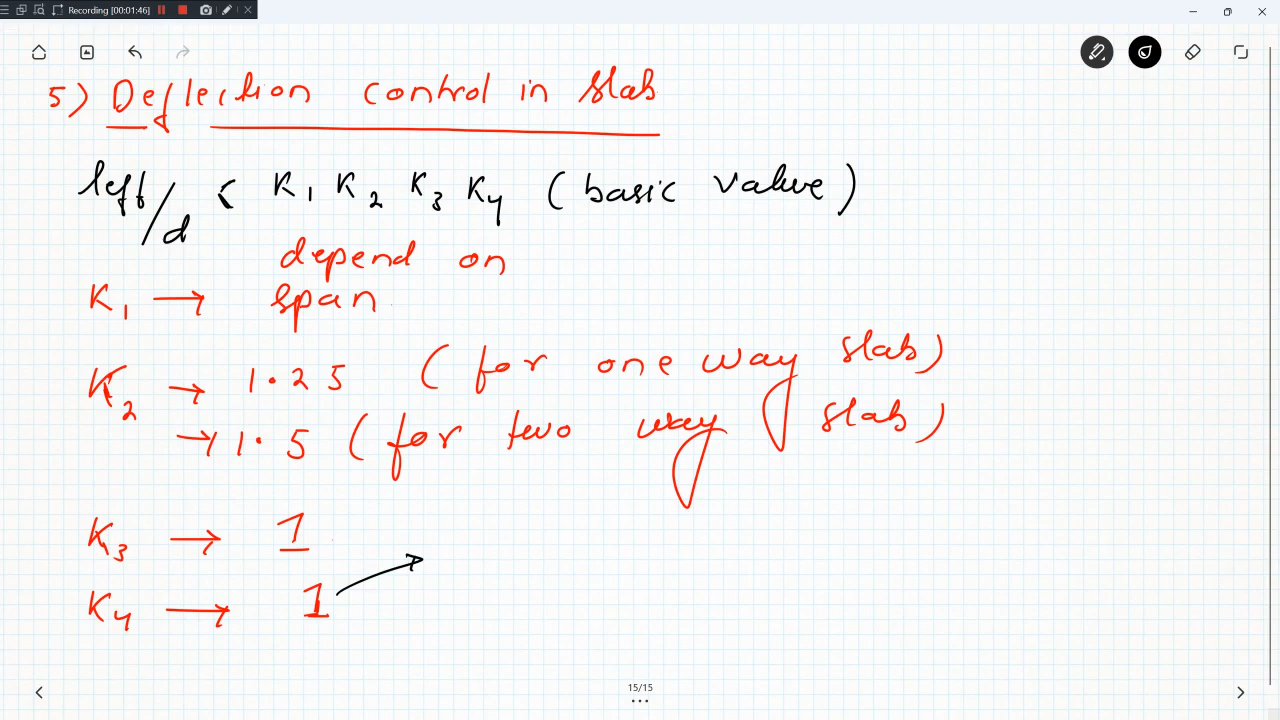 Recording [00:01:46]
5) Deflection control in slab
leff/d < K1 K2 K3 K4 (basic value)
depend on
K1 → span
K2 → 1.25 (for one way slab)
→ 1.5 (for two way slab)
K3 → 1
K4 → 1
15/15